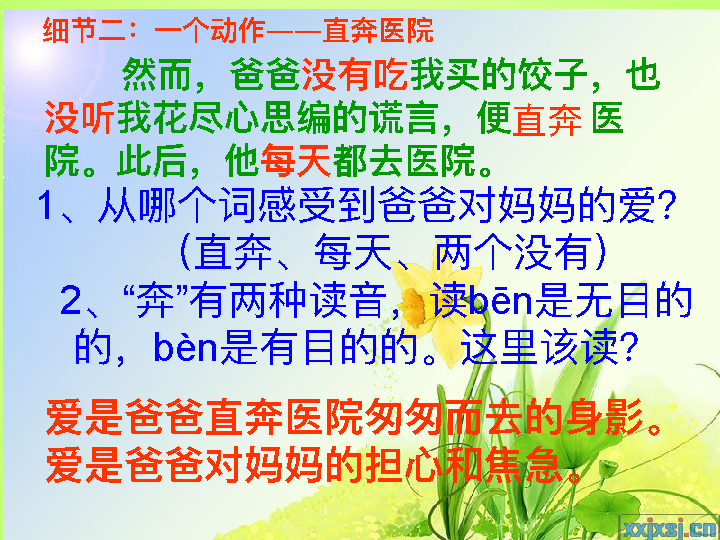 细节二：一个动作——直奔医院
然而，爸爸没有吃我买的饺子，也
没听我花尽心思编的谎言，便直奔 医
院。此后，他每天都去医院。
1、从哪个词感受到爸爸对妈妈的爱？
（直奔、每天、两个没有）
2、“奔”有两种读音，读bēn是无目的
的，bèn是有目的的。这里该读？
爱是爸爸直奔医院匆匆而去的身影。
爱是爸爸对妈妈的担心和焦急。
xxjxsj.cn